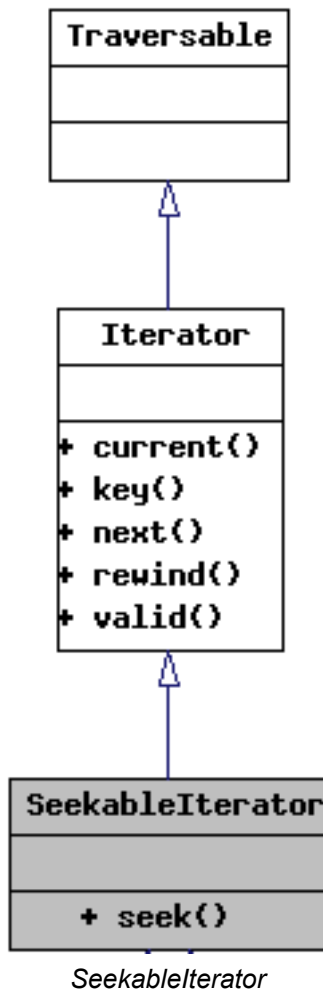 Traversable
Iterator
+ current()
+ key()
+ next()
+ rewind()
+ valid()
SeekableIterator
+ seek()
SeekableIterator